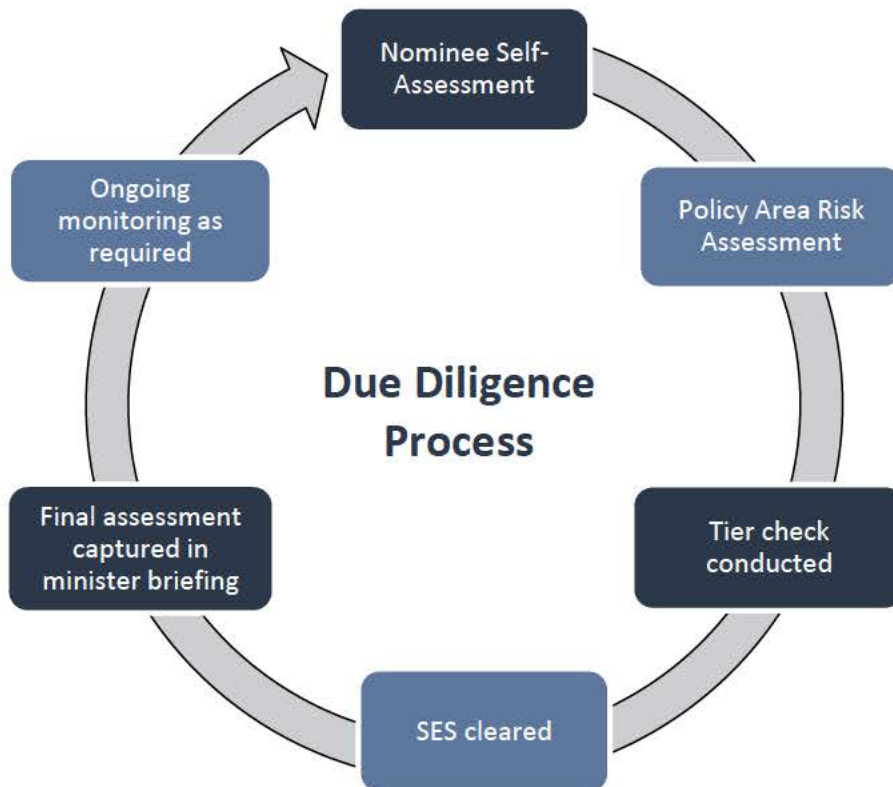 Nominee Self-
Assessment
Policy Area Risk
Assessment
Tier check
conducted
SES cleared
Final assessment
captured in
minister briefing
Ongoing
monitoring as
required
Due Diligence
Process